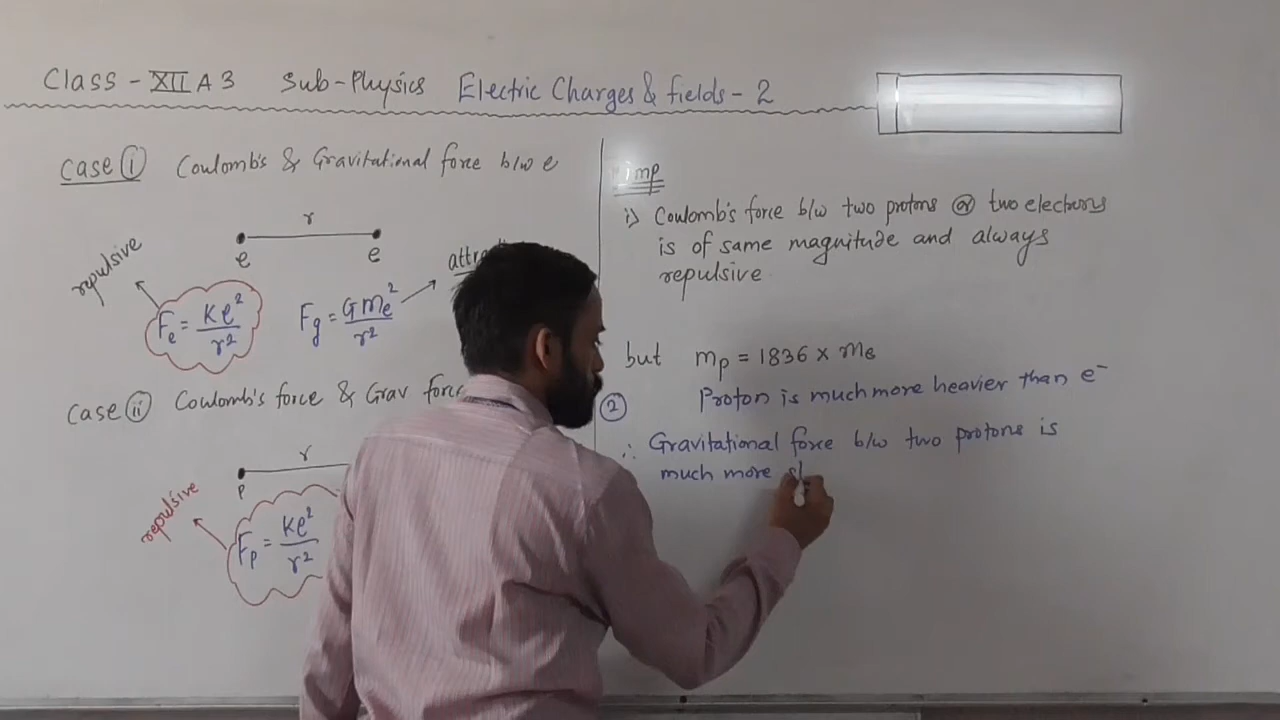 Class - XII A 3 Sub-Physics Electric Charges & fields - 2
Case (i) Coulomb's & Gravitational force b/w e
r
e e
repulsive
Fe = Ke²/r² Fg = Gme²/r²
Case (ii) Coulomb's force & Grav force
r
P
repulsive
Fp = Ke²/r²
Imp
i) Coulomb's force b/w two protons or two electrons
is of same magnitude and always
repulsive
but mp = 1836 × me
Proton is much more heavier than e⁻
(2)
∴ Gravitational force b/w two protons is
much more